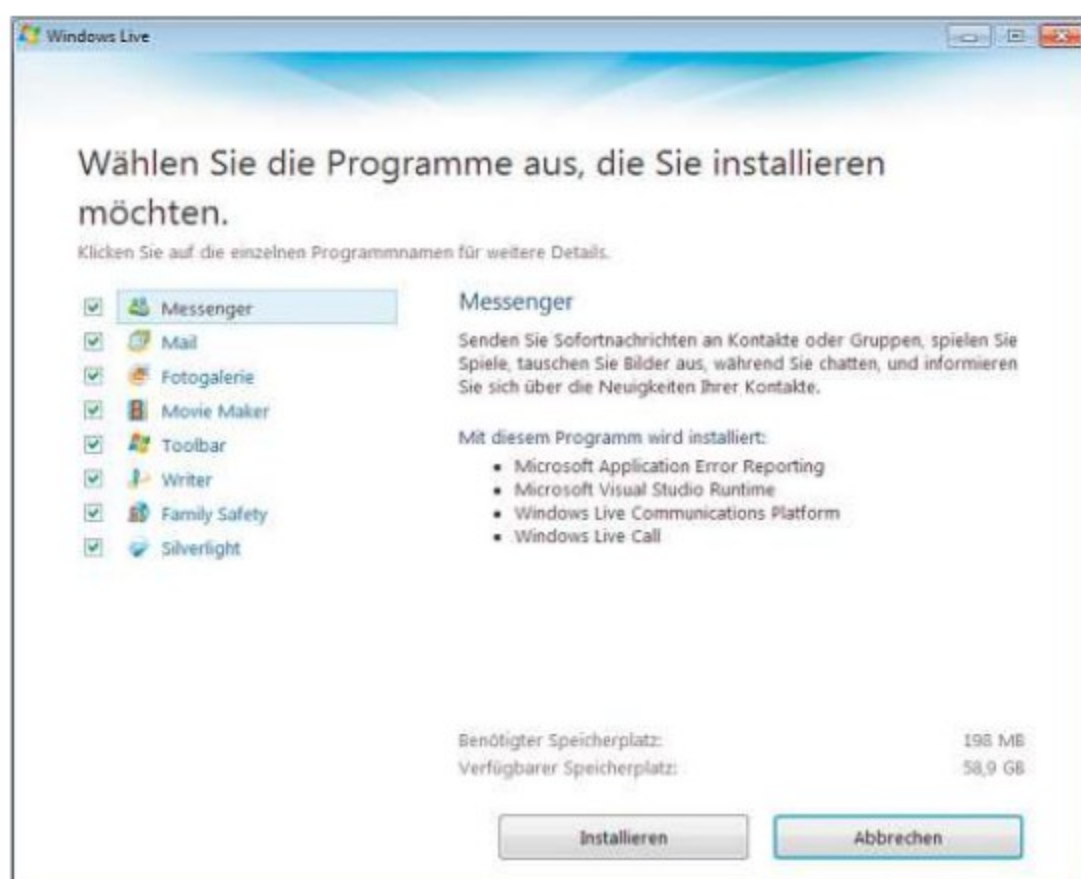 Windows Live
Wählen Sie die Programme aus, die Sie installieren
möchten.
Klicken Sie auf die einzelnen Programmnamen für weitere Details.
Messenger
Mail
Fotogalerie
Movie Maker
Toolbar
Writer
Family Safety
Silverlight
Messenger
Senden Sie Sofortnachrichten an Kontakte oder Gruppen, spielen Sie
Spiele, tauschen Sie Bilder aus, während Sie chatten, und informieren
Sie sich über die Neuigkeiten Ihrer Kontakte.
Mit diesem Programm wird installiert:
• Microsoft Application Error Reporting
• Microsoft Visual Studio Runtime
• Windows Live Communications Platform
• Windows Live Call
Benötigter Speicherplatz: 198 MB
Verfügbarer Speicherplatz: 58,9 GB
Installieren Abbrechen